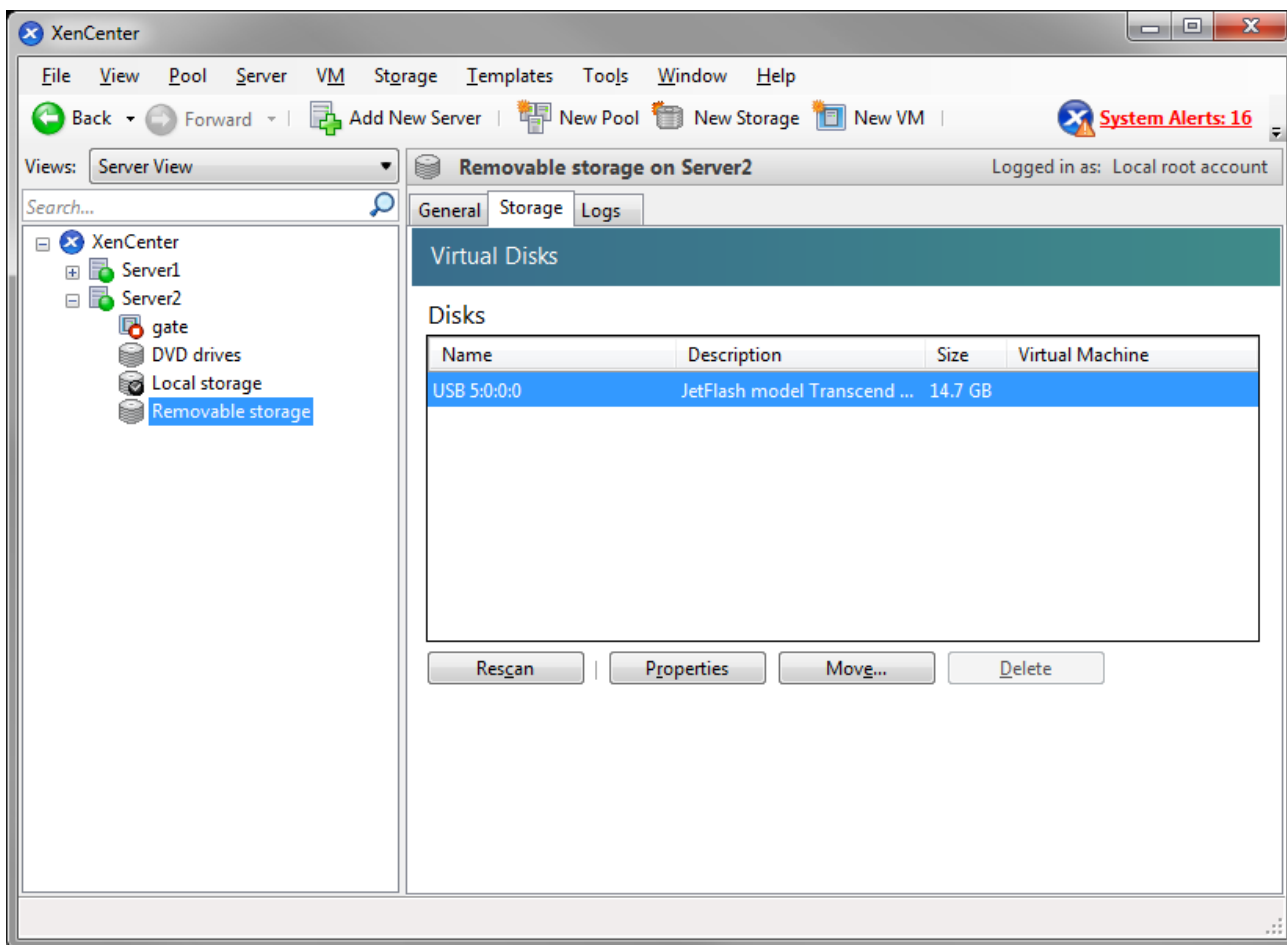 XenCenter
File View Pool Server VM Storage Templates Tools Window Help
Back Forward Add New Server New Pool New Storage New VM System Alerts: 16
Views: Server View
Removable storage on Server2 Logged in as: Local root account
Search...
General Storage Logs
XenCenter
Server1
Server2
gate
DVD drives
Local storage
Removable storage
Virtual Disks
Disks
Name Description Size Virtual Machine
USB 5:0:0:0 JetFlash model Transcend ... 14.7 GB
Rescan Properties Move... Delete